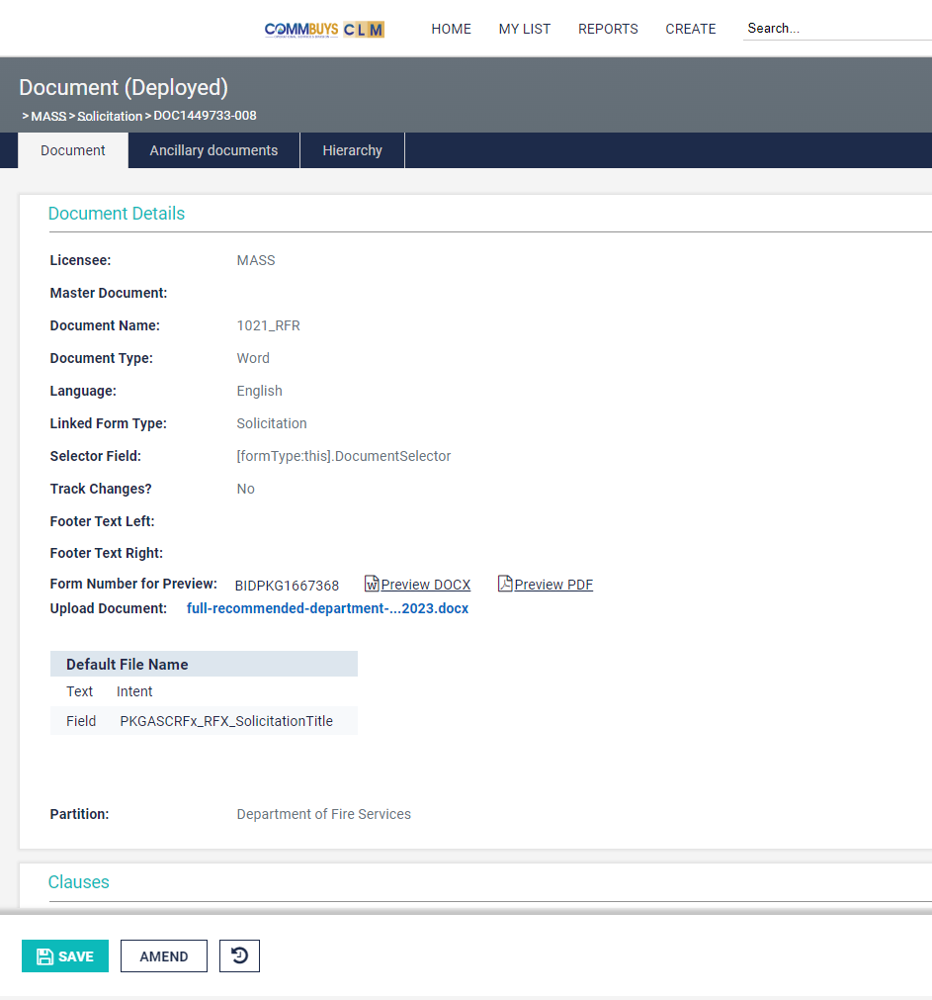 COMMBUYS CLM HOME MY LIST REPORTS CREATE Search...
Document (Deployed)
> MASS > Solicitation > DOC1449733-008
Document Ancillary documents Hierarchy
Document Details
Licensee: MASS
Master Document:
Document Name: 1021_RFR
Document Type: Word
Language: English
Linked Form Type: Solicitation
Selector Field: [formType:this].DocumentSelector
Track Changes? No
Footer Text Left:
Footer Text Right:
Form Number for Preview: BIDPKG1667368 Preview DOCX Preview PDF
Upload Document: full-recommended-department-...2023.docx
Default File Name
Text Intent
Field PKGASCRFx_RFX_SolicitationTitle
Partition: Department of Fire Services
Clauses
SAVE AMEND